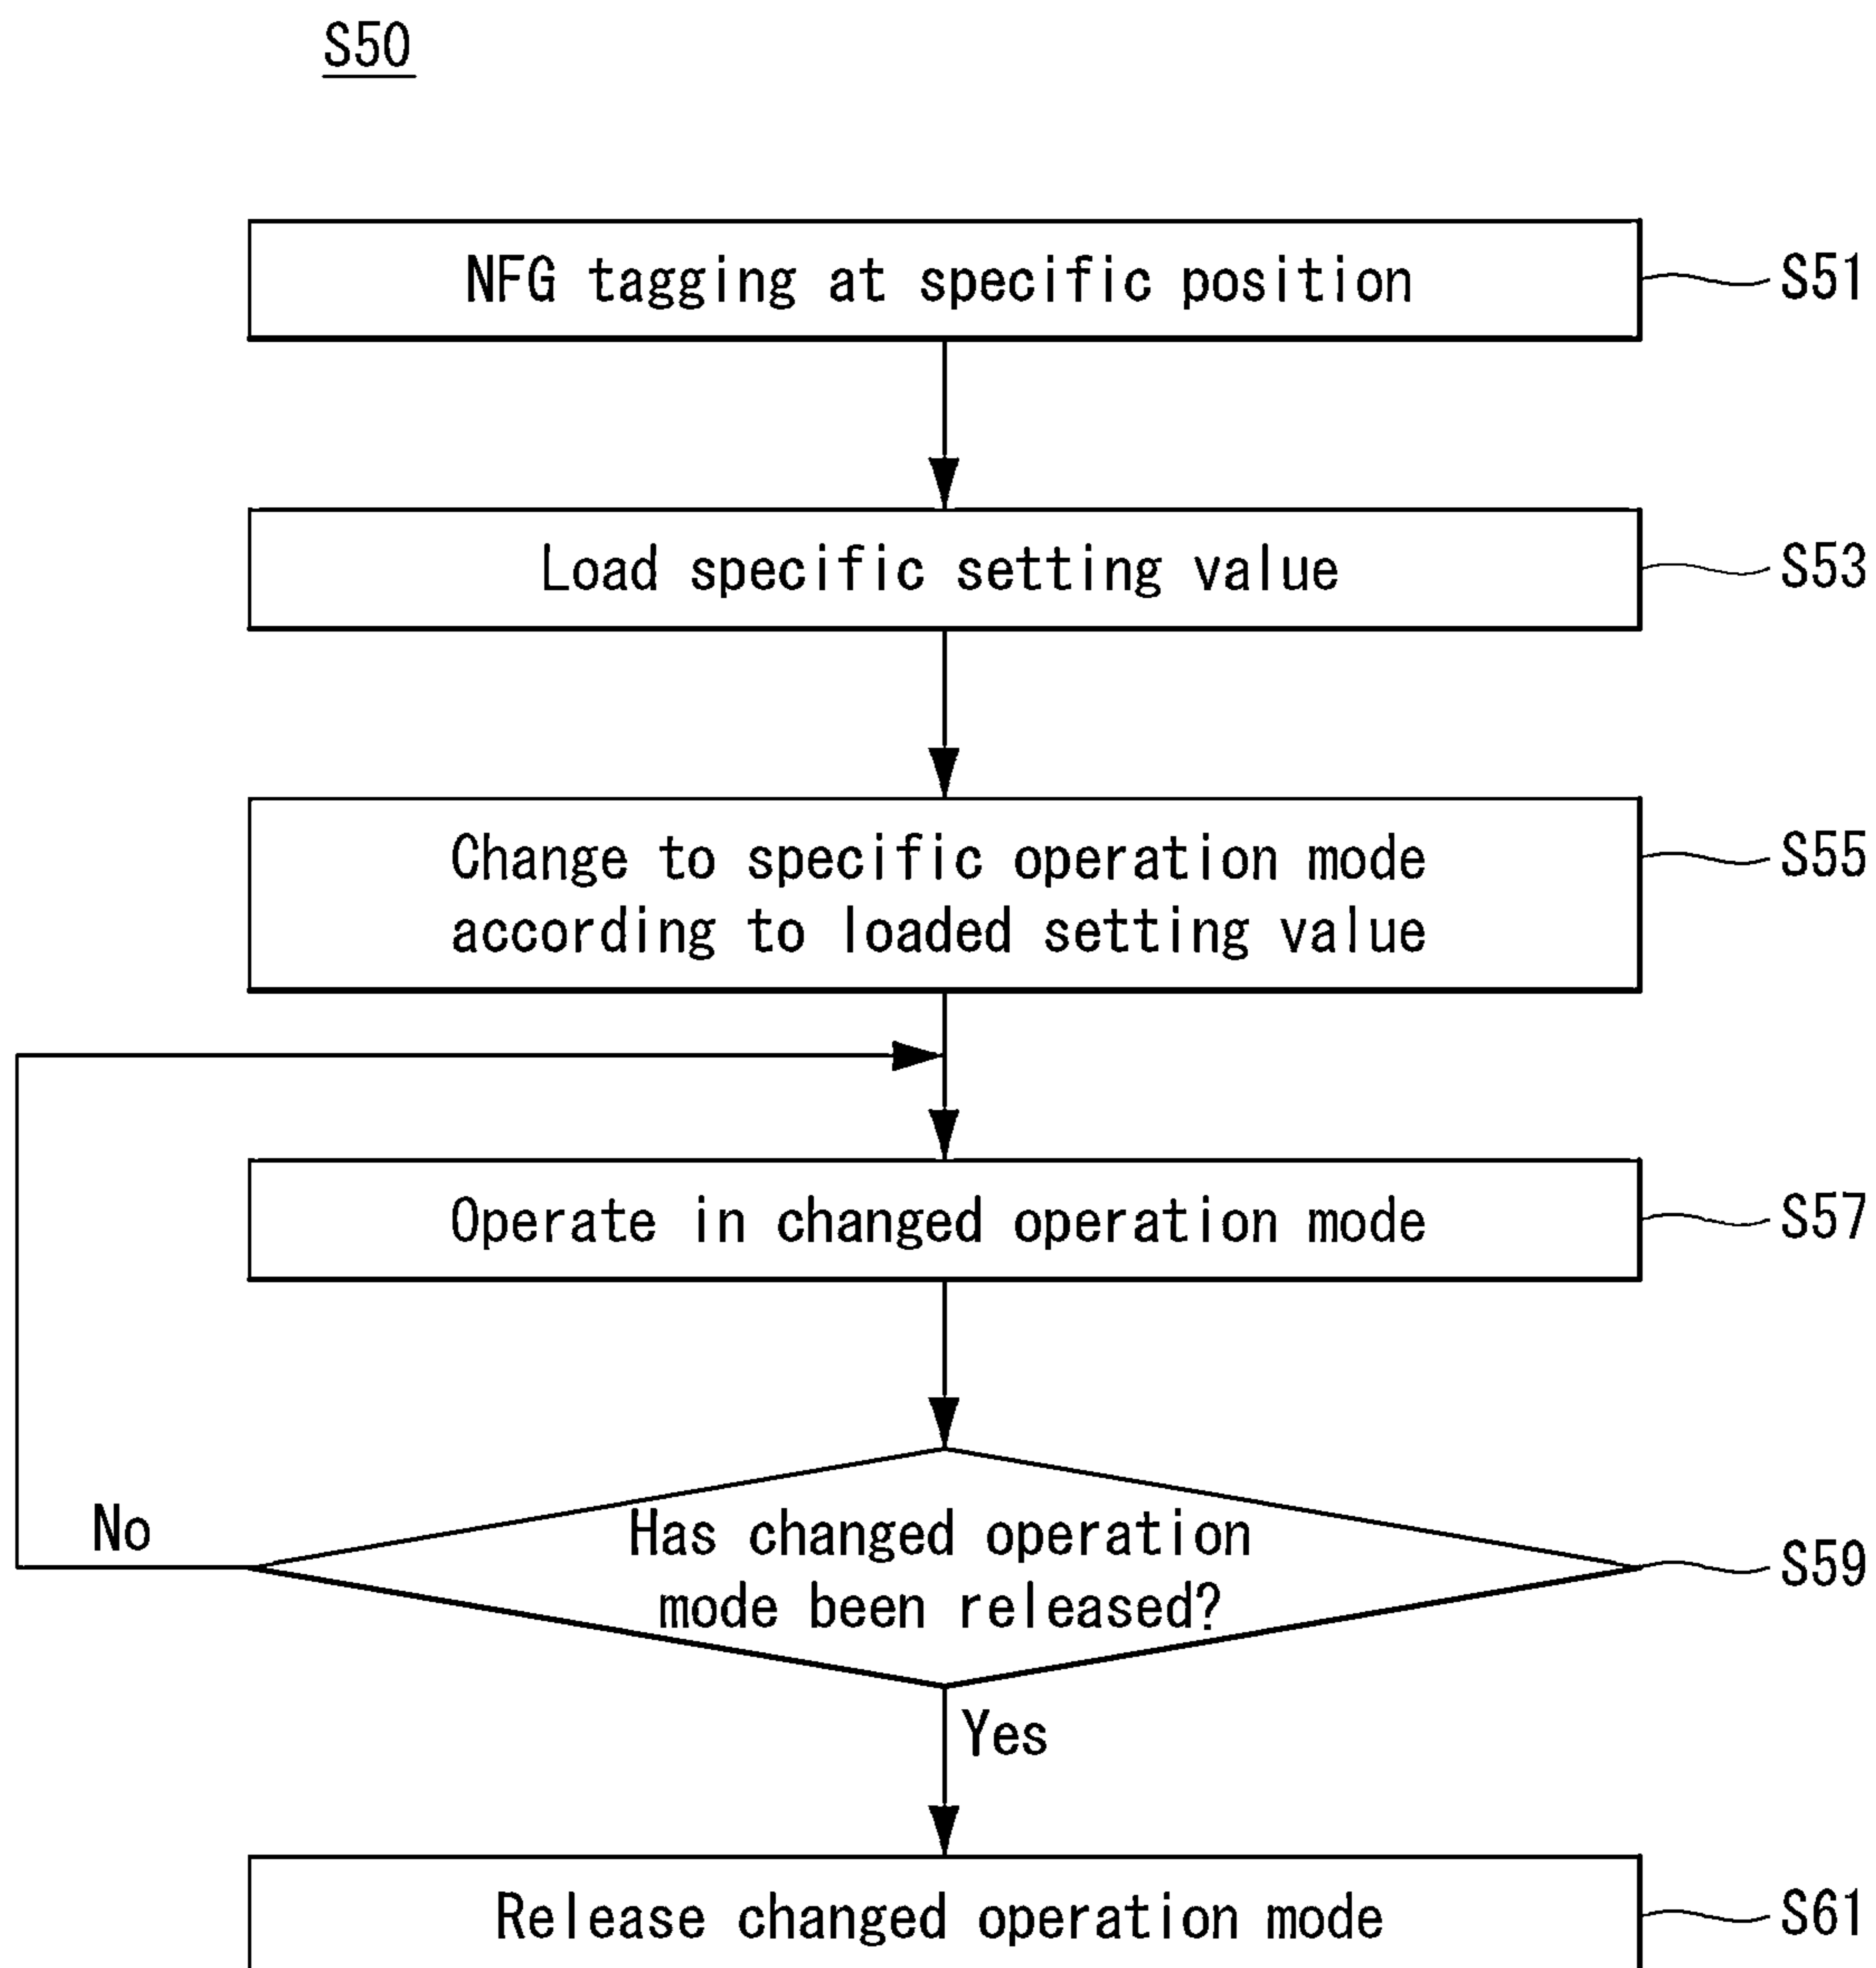 S50
NFG tagging at specific position
S51
Load specific setting value
S53
Change to specific operation mode
according to loaded setting value
S55
Operate in changed operation mode
S57
Has changed operation
mode been released?
S59
No
Yes
Release changed operation mode
S61